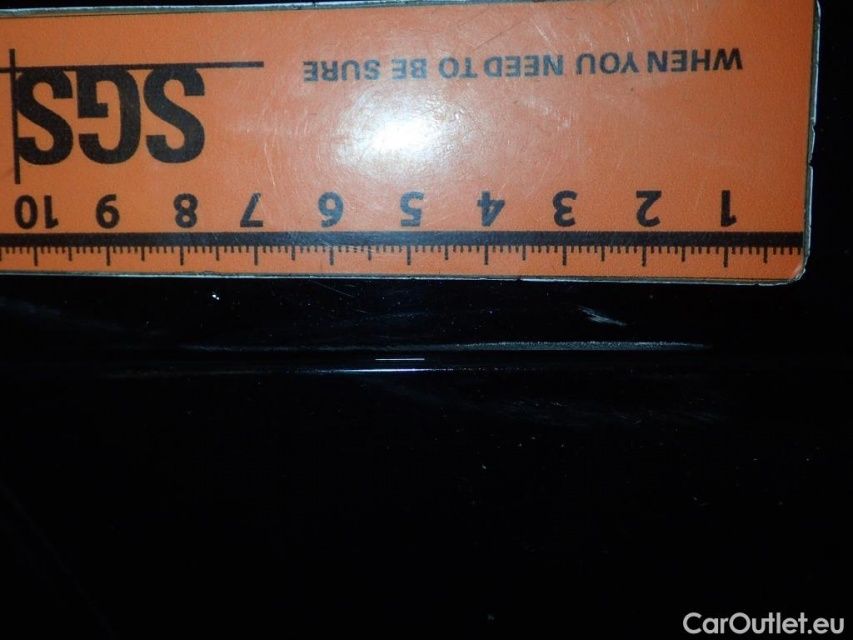 WHEN YOU NEED TO BE SURE
SGS
1 2 3 4 5 6 7 8 9 10
CarOutlet.eu